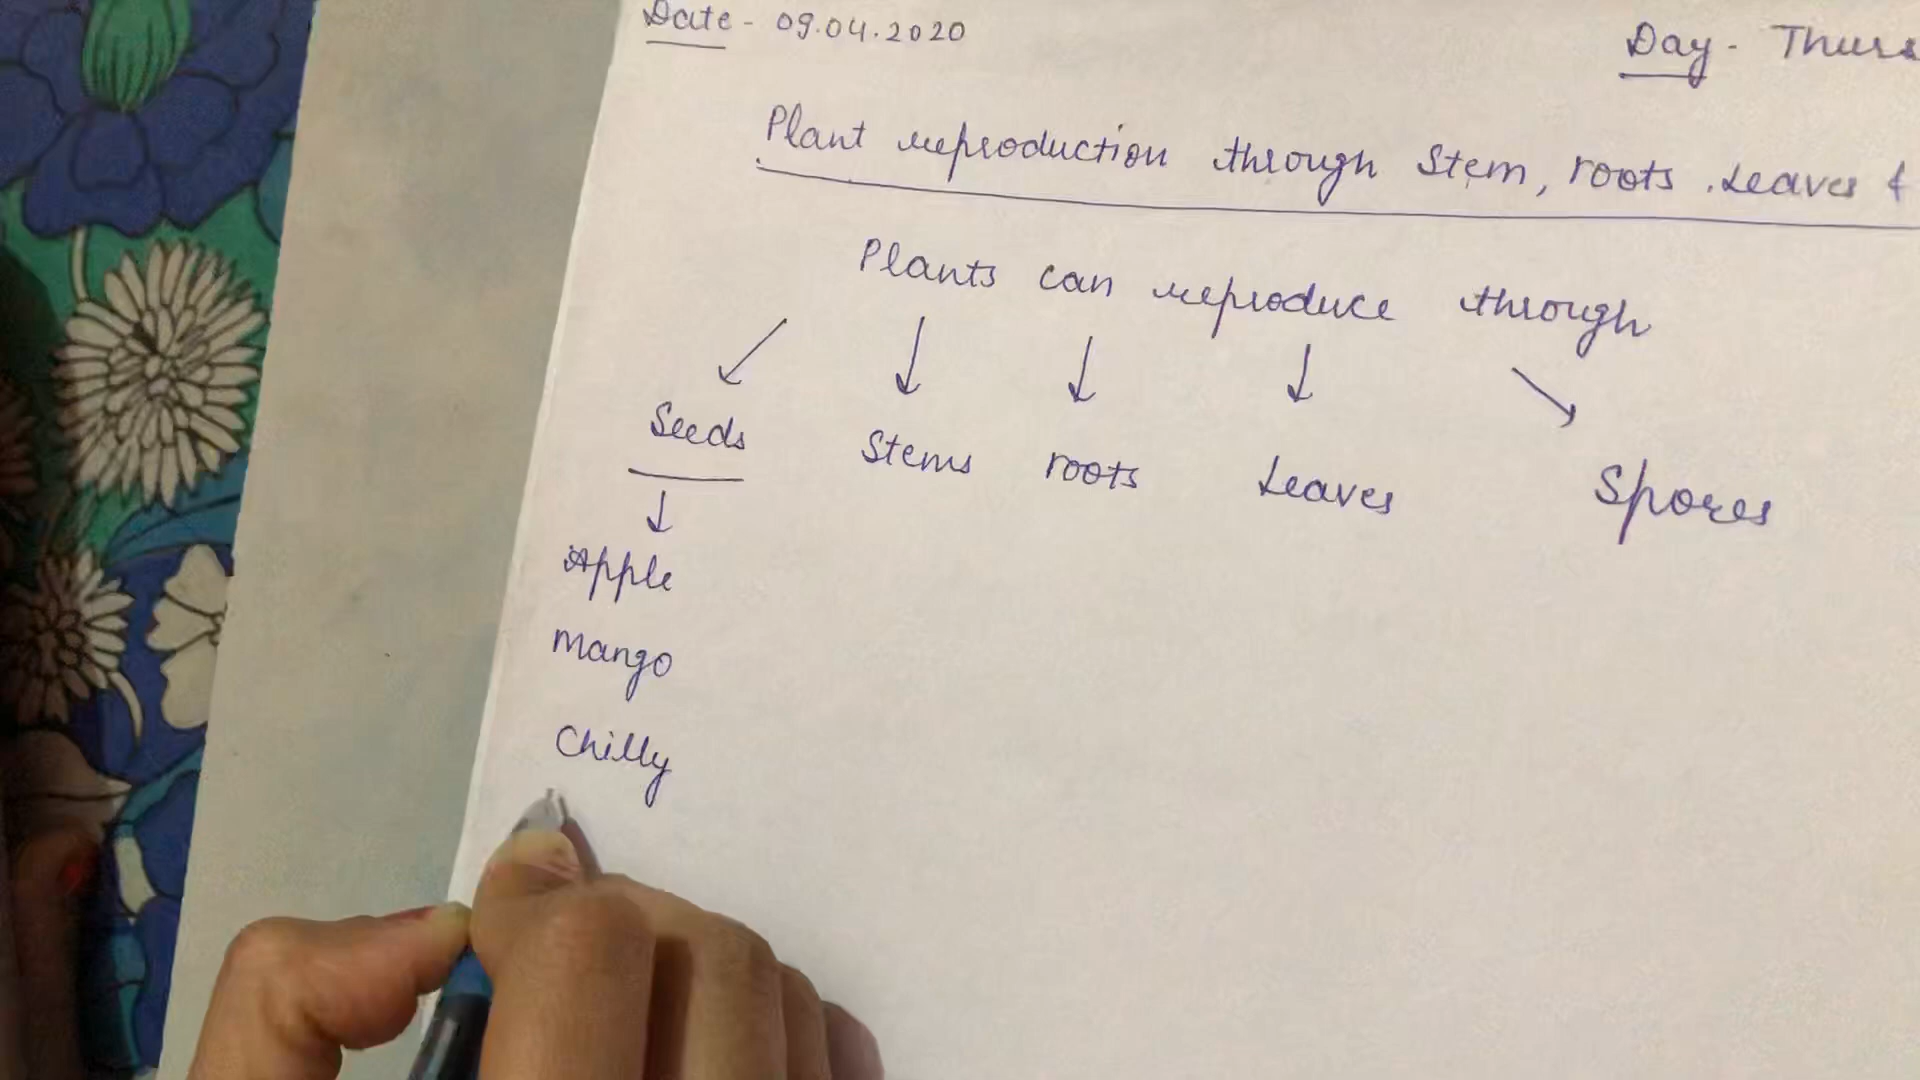 Date - 09.04.2020
Day - Thurs
Plant reproduction through Stem, roots, Leaves &
Plants can reproduce through
Seeds Stems roots Leaves Spores
Apple
Mango
Chilly